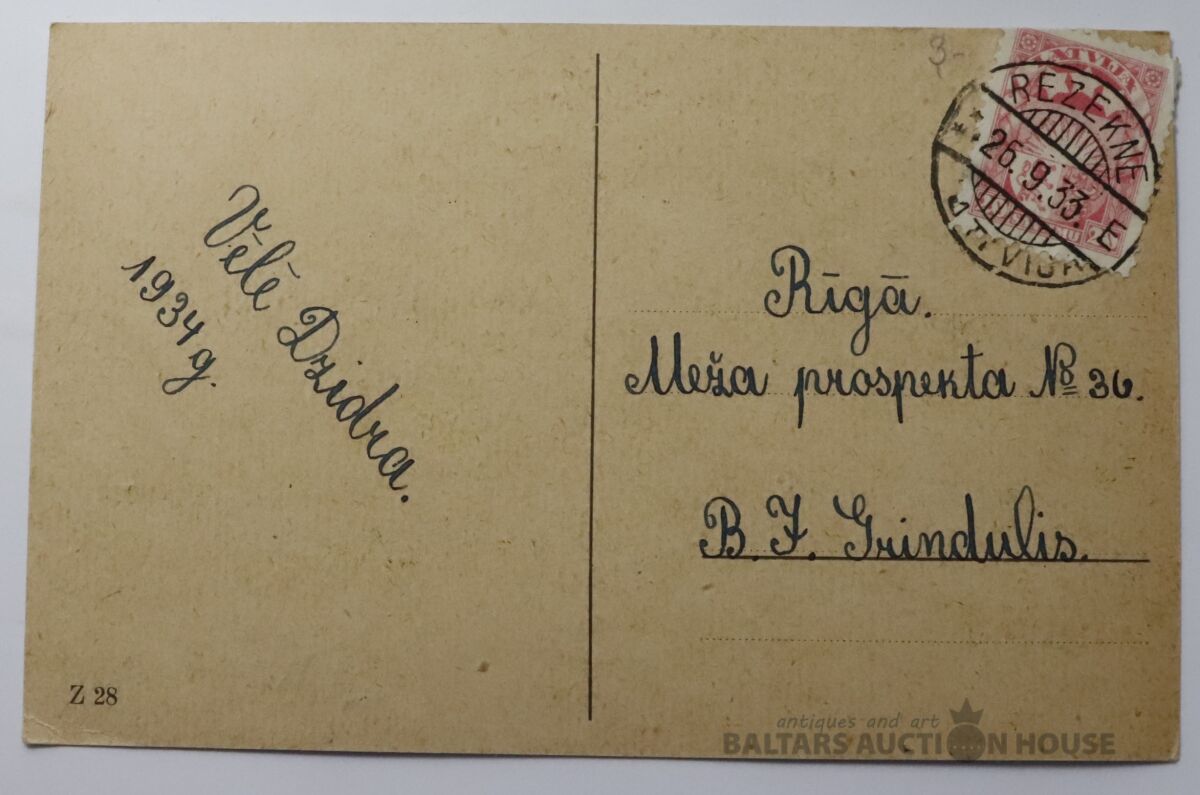 3-
LATVIJA
REZEKNE
26.9.33. E
LATVIJA
Vēlē Dzidra.
1934 g.
Rīgā.
Meža prospekta № 36.
B. J. Grindulis.
Z 28
antiques and art
BALTARS AUCTION HOUSE